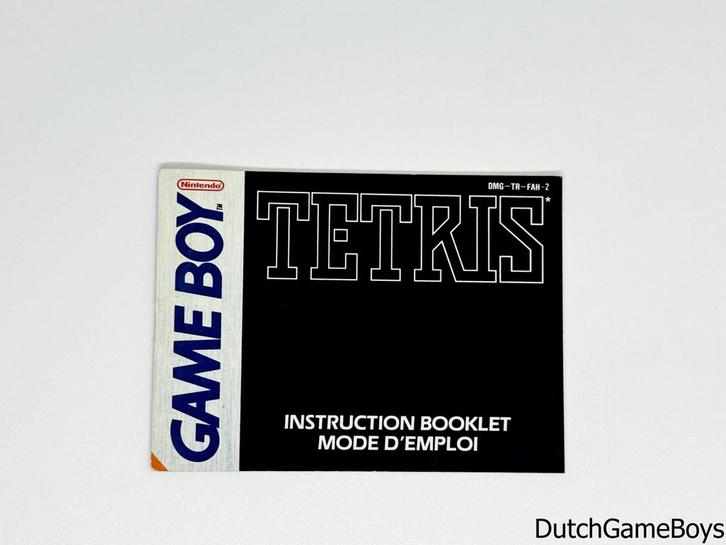 Nintendo
GAME BOY™
DMG-TR-FAH-2
TETRIS*
INSTRUCTION BOOKLET
MODE D'EMPLOI
DutchGameBoys